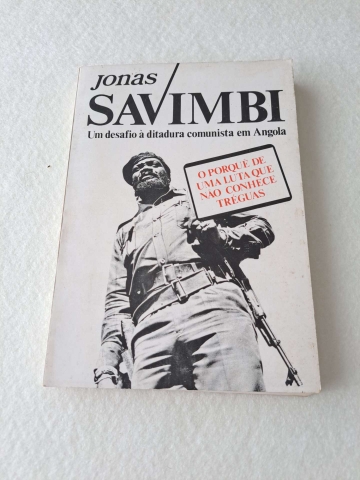 Jonas
SAVIMBI
Um desafio à ditadura comunista em Angola
O PORQUÊ DE
UMA LUTA QUE
NÃO CONHECE
TRÉGUAS